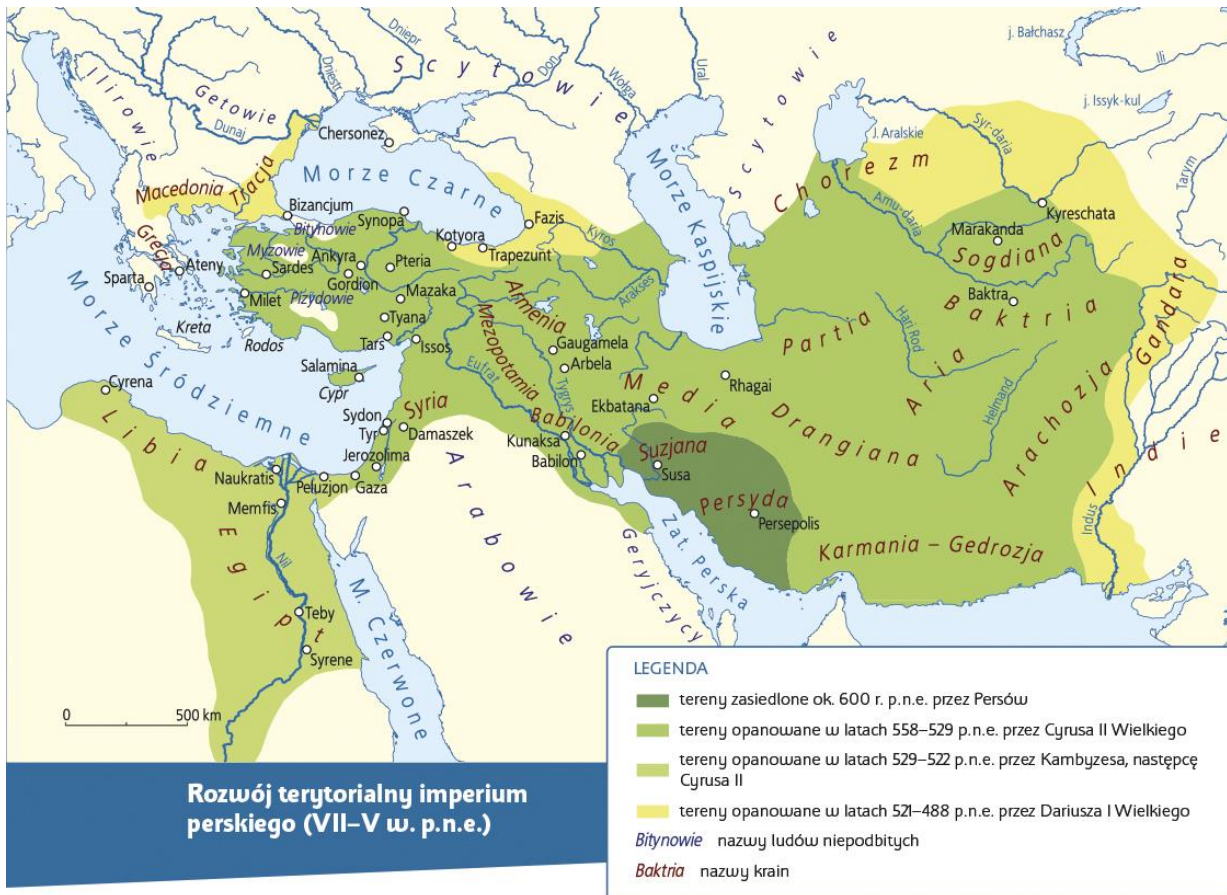 j. Bałchasz
Ili
j. Issyk-kul
Tarym
Syr-daria
J. Aralskie
Amu-daria
Ural
Wołga
Don
Dniepr
Dniestr
Dunaj
Scytowie
Scytowie
Ilirowie
Getowie
Chersonez
Morze Czarne
Morze Kaspijskie
Chorezm
Kyreschata
Marakanda
Sogdiana
Baktra
Baktria
Gandara
Macedonia
Tracja
Bizancjum
Bitynowie
Synopa
Fazis
Kotyora
Trapezunt
Kyros
Arakses
Grecja
Ateny
Sparta
Myzowie
Sardes
Ankyra
Gordion
Pteria
Milet
Pizydowie
Mazaka
Tyana
Tars
Issos
Armenia
Mezopotamia
Gaugamela
Arbela
Eufrat
Tygrys
Kreta
Rodos
Morze Śródziemne
Salamina
Cypr
Cyrena
Libia
Sydon
Tyr
Syria
Damaszek
Jerozolima
Gaza
Peluzjon
Naukratis
Memfis
Egipt
Nil
Teby
Syrene
M. Czerwone
Arabowie
Kunaksa
Babilon
Babilonia
Media
Ekbatana
Rhagai
Partia
Hari Rod
Aria
Helmand
Drangiana
Arachozja
Indie
Indus
Suzjana
Susa
Persyda
Persepolis
Karmania – Gedrozja
Zat. Perska
Geryjczycy
0 500 km
Rozwój terytorialny imperium
perskiego (VII–V w. p.n.e.)
LEGENDA
tereny zasiedlone ok. 600 r. p.n.e. przez Persów
tereny opanowane w latach 558–529 p.n.e. przez Cyrusa II Wielkiego
tereny opanowane w latach 529–522 p.n.e. przez Kambyzesa, następcę
Cyrusa II
tereny opanowane w latach 521–488 p.n.e. przez Dariusza I Wielkiego
Bitynowie nazwy ludów niepodbitych
Baktria nazwy krain